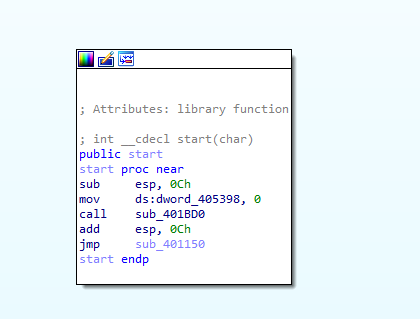 ; Attributes: library function
; int __cdecl start(char)
public start
start proc near
sub     esp, 0Ch
mov     ds:dword_405398, 0
call    sub_401BD0
add     esp, 0Ch
jmp     sub_401150
start endp